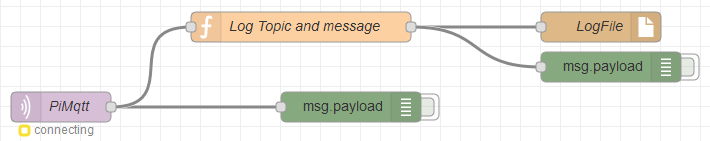 Log Topic and message
LogFile
msg.payload
PiMqtt
msg.payload
connecting